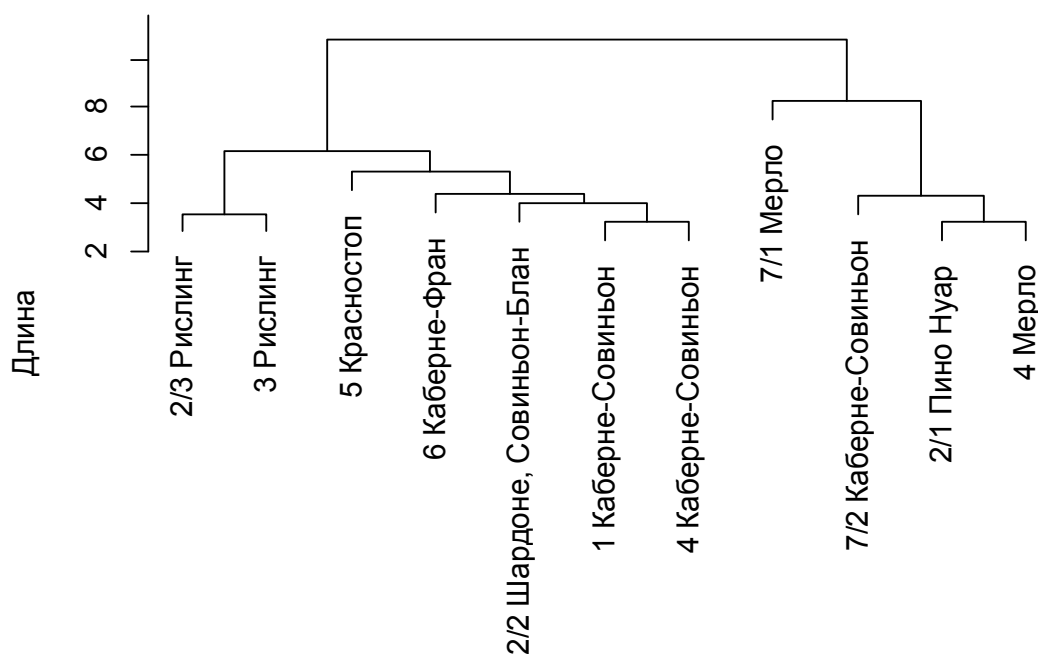 8
6
4
2
Длина
2/3 Рислинг
3 Рислинг
5 Красностоп
6 Каберне-Фран
2/2 Шардоне, Совиньон-Блан
1 Каберне-Совиньон
4 Каберне-Совиньон
7/1 Мерло
7/2 Каберне-Совиньон
2/1 Пино Нуар
4 Мерло